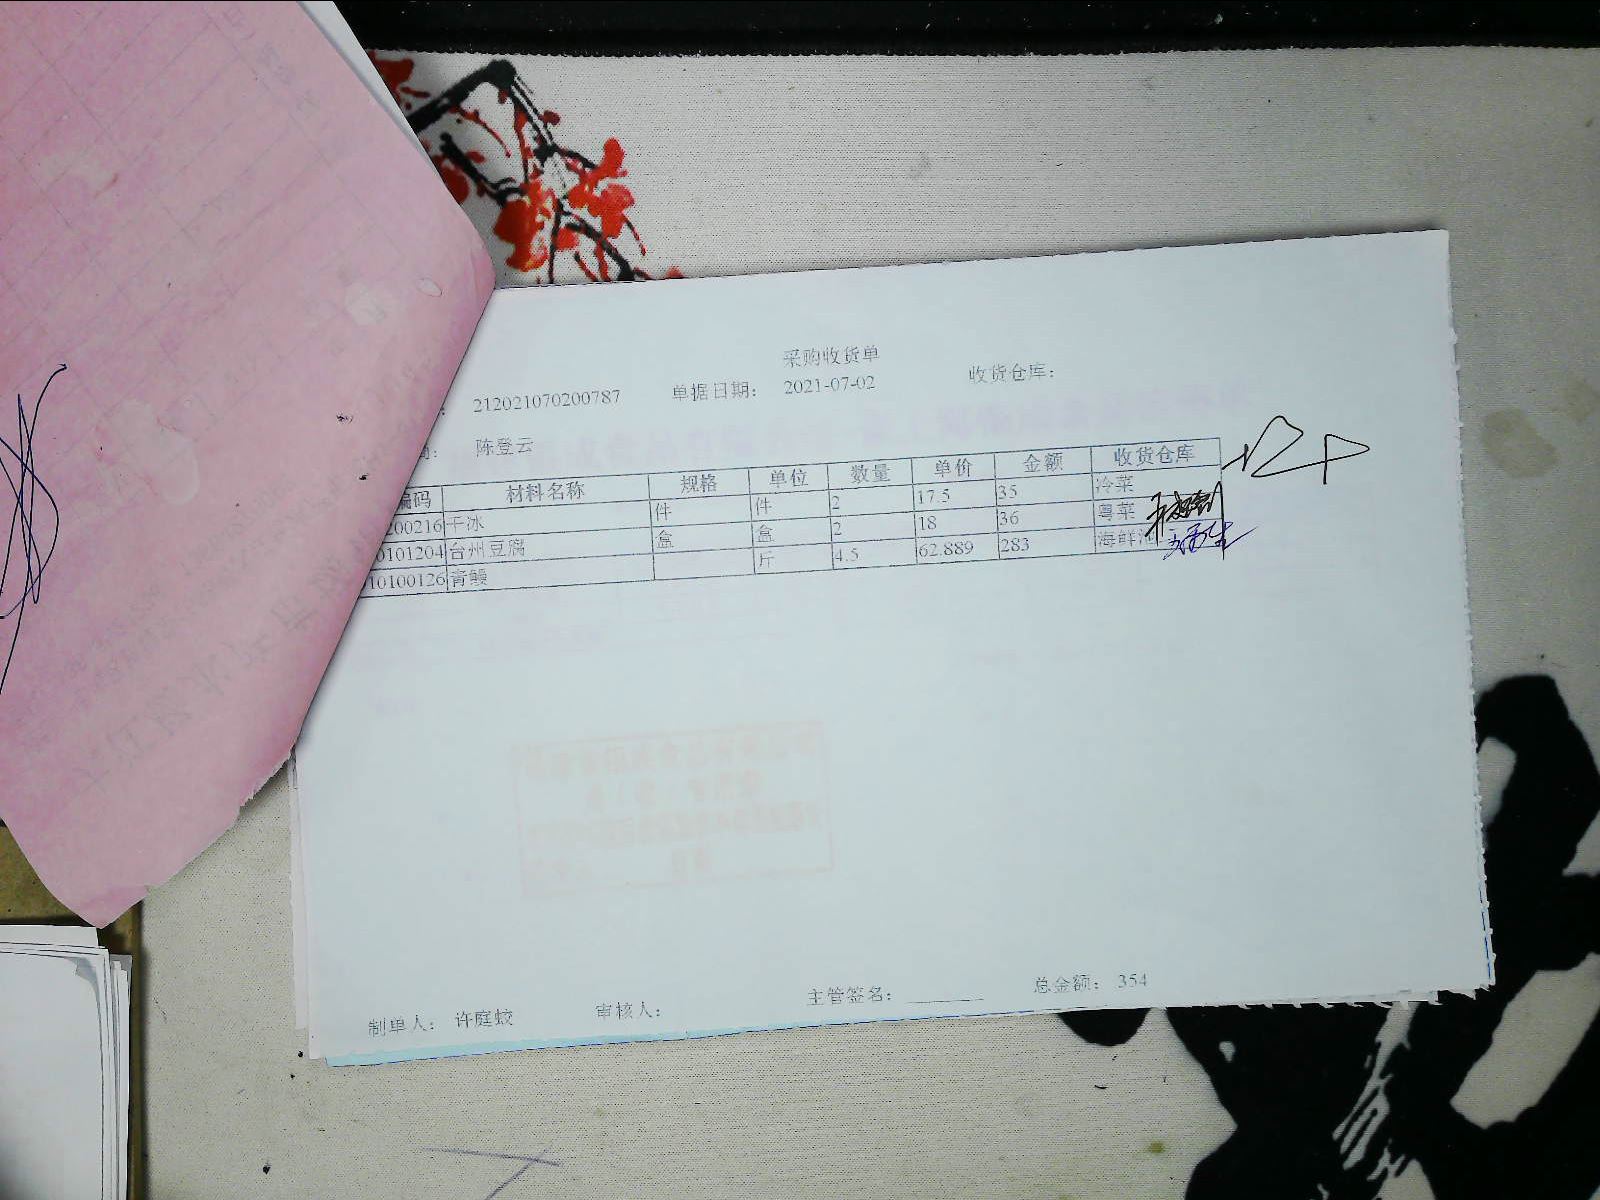 采购收货单
212021070200787 单据日期： 2021-07-02 收货仓库：
陈登云
编码 材料名称 规格 单位 数量 单价 金额 收货仓库
200216 干冰 件 件 2 17.5 35 冷菜
0101204 台州豆腐 盒 盒 2 18 36 粤菜
10100126 青鳗 斤 4.5 62.889 283 海鲜池
制单人： 许庭蛟 审核人： 主管签名： 总金额： 354